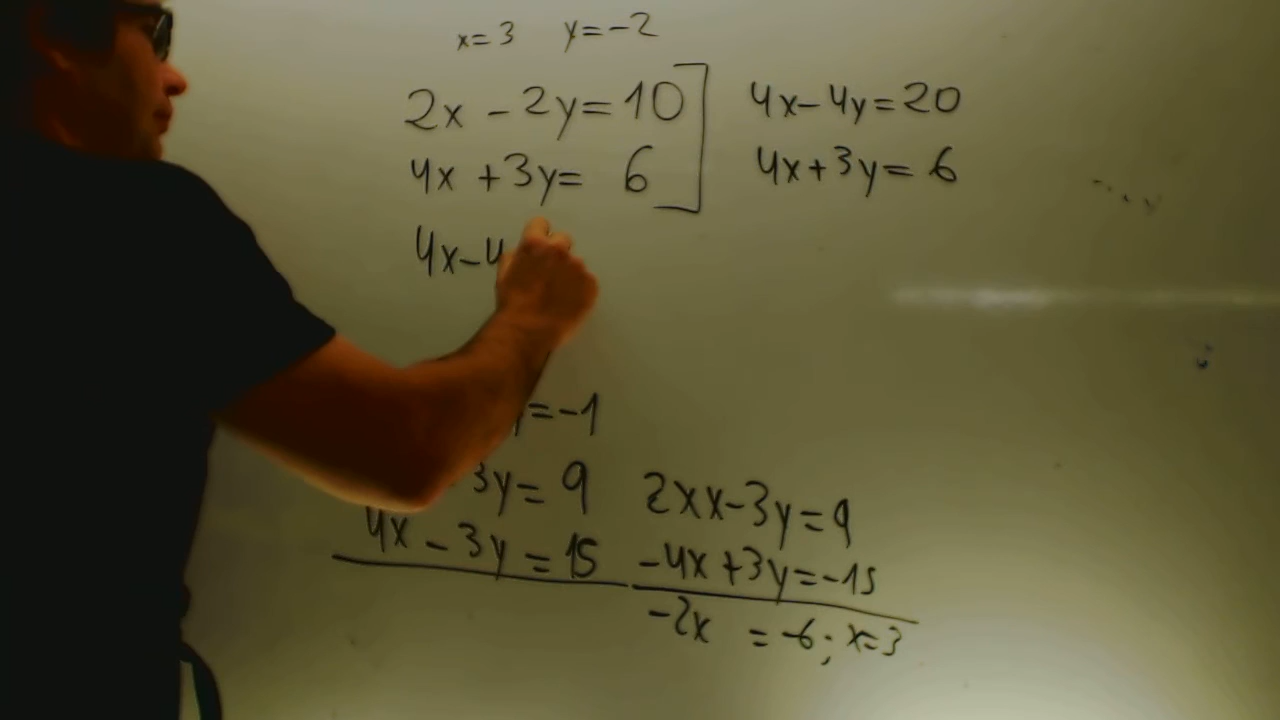 x=3 y=-2
2x - 2y=10 4x-4y=20
4x +3y= 6 4x+3y= 6
4x-4
=-1
3y= 9 2xx-3y=9
4x - 3y = 15 -4x+3y=-15
-2x = -6; x=3